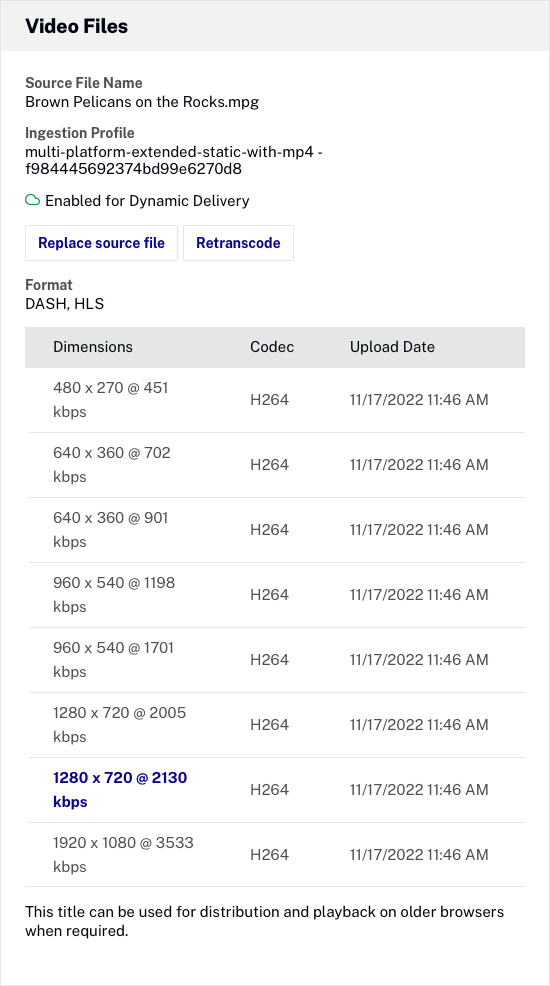 Video Files
Source File Name
Brown Pelicans on the Rocks.mpg
Ingestion Profile
multi-platform-extended-static-with-mp4 -
f984445692374bd99e6270d8
Enabled for Dynamic Delivery
Replace source file Retranscode
Format
DASH, HLS
Dimensions Codec Upload Date
480 x 270 @ 451
kbps
H264 11/17/2022 11:46 AM
640 x 360 @ 702
kbps
H264 11/17/2022 11:46 AM
640 x 360 @ 901
kbps
H264 11/17/2022 11:46 AM
960 x 540 @ 1198
kbps
H264 11/17/2022 11:46 AM
960 x 540 @ 1701
kbps
H264 11/17/2022 11:46 AM
1280 x 720 @ 2005
kbps
H264 11/17/2022 11:46 AM
1280 x 720 @ 2130
kbps
H264 11/17/2022 11:46 AM
1920 x 1080 @ 3533
kbps
H264 11/17/2022 11:46 AM
This title can be used for distribution and playback on older browsers
when required.